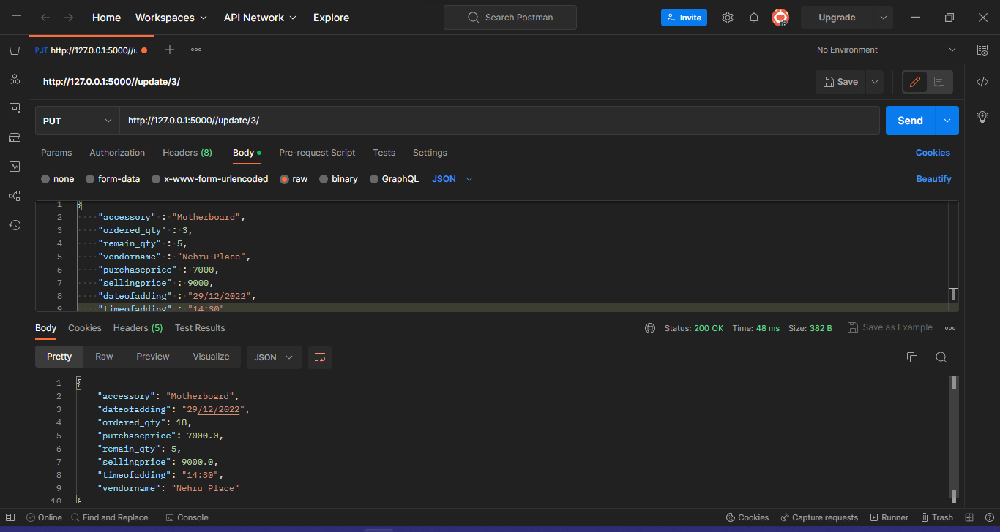 Home Workspaces API Network Explore Search Postman Invite Upgrade
PUT http://127.0.0.1:5000//u No Environment
http://127.0.0.1:5000//update/3/ Save
PUT http://127.0.0.1:5000//update/3/ Send
Params Authorization Headers (8) Body Pre-request Script Tests Settings Cookies
none form-data x-www-form-urlencoded raw binary GraphQL JSON Beautify
1 {
2 "accessory" : "Motherboard",
3 "ordered_qty" : 3,
4 "remain_qty" : 5,
5 "vendorname" : "Nehru Place",
6 "purchaseprice" : 7000,
7 "sellingprice" : 9000,
8 "dateofadding" : "29/12/2022",
9 "timeofadding" : "14:30"
Body Cookies Headers (5) Test Results Status: 200 OK Time: 48 ms Size: 382 B Save as Example
Pretty Raw Preview Visualize JSON
1 {
2 "accessory": "Motherboard",
3 "dateofadding": "29/12/2022",
4 "ordered_qty": 18,
5 "purchaseprice": 7000.0,
6 "remain_qty": 5,
7 "sellingprice": 9000.0,
8 "timeofadding": "14:30",
9 "vendorname": "Nehru Place"
10 }
Online Find and Replace Console Cookies Capture requests Runner Trash